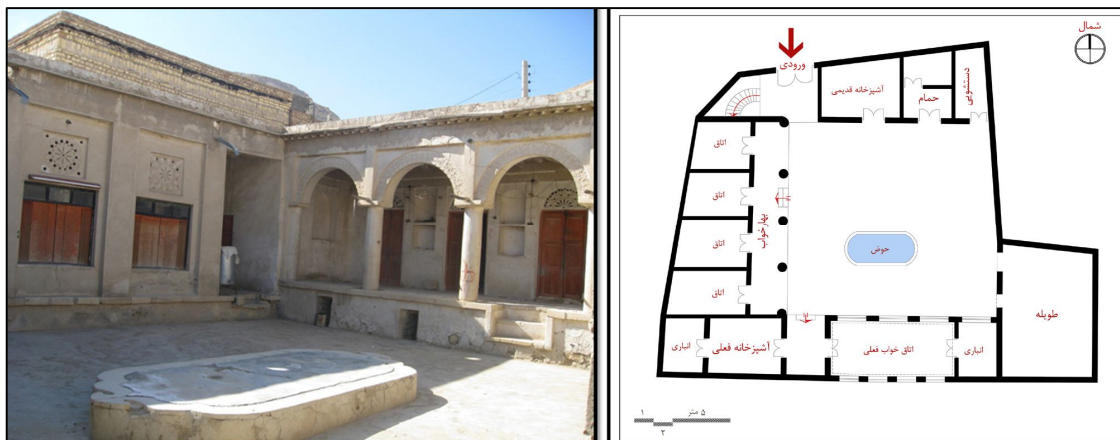 شمال
ورودی
آشپزخانه قدیمی
حمام
دستشویی
اتاق
اتاق
بهارخواب
اتاق
حوض
اتاق
طویله
انباری
آشپزخانه فعلی
اتاق خواب فعلی
انباری
۱
۵ متر
۲